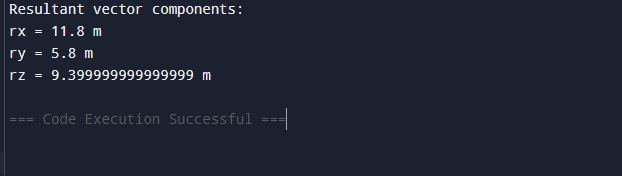 Resultant vector components:
rx = 11.8 m
ry = 5.8 m
rz = 9.399999999999999 m
=== Code Execution Successful ===